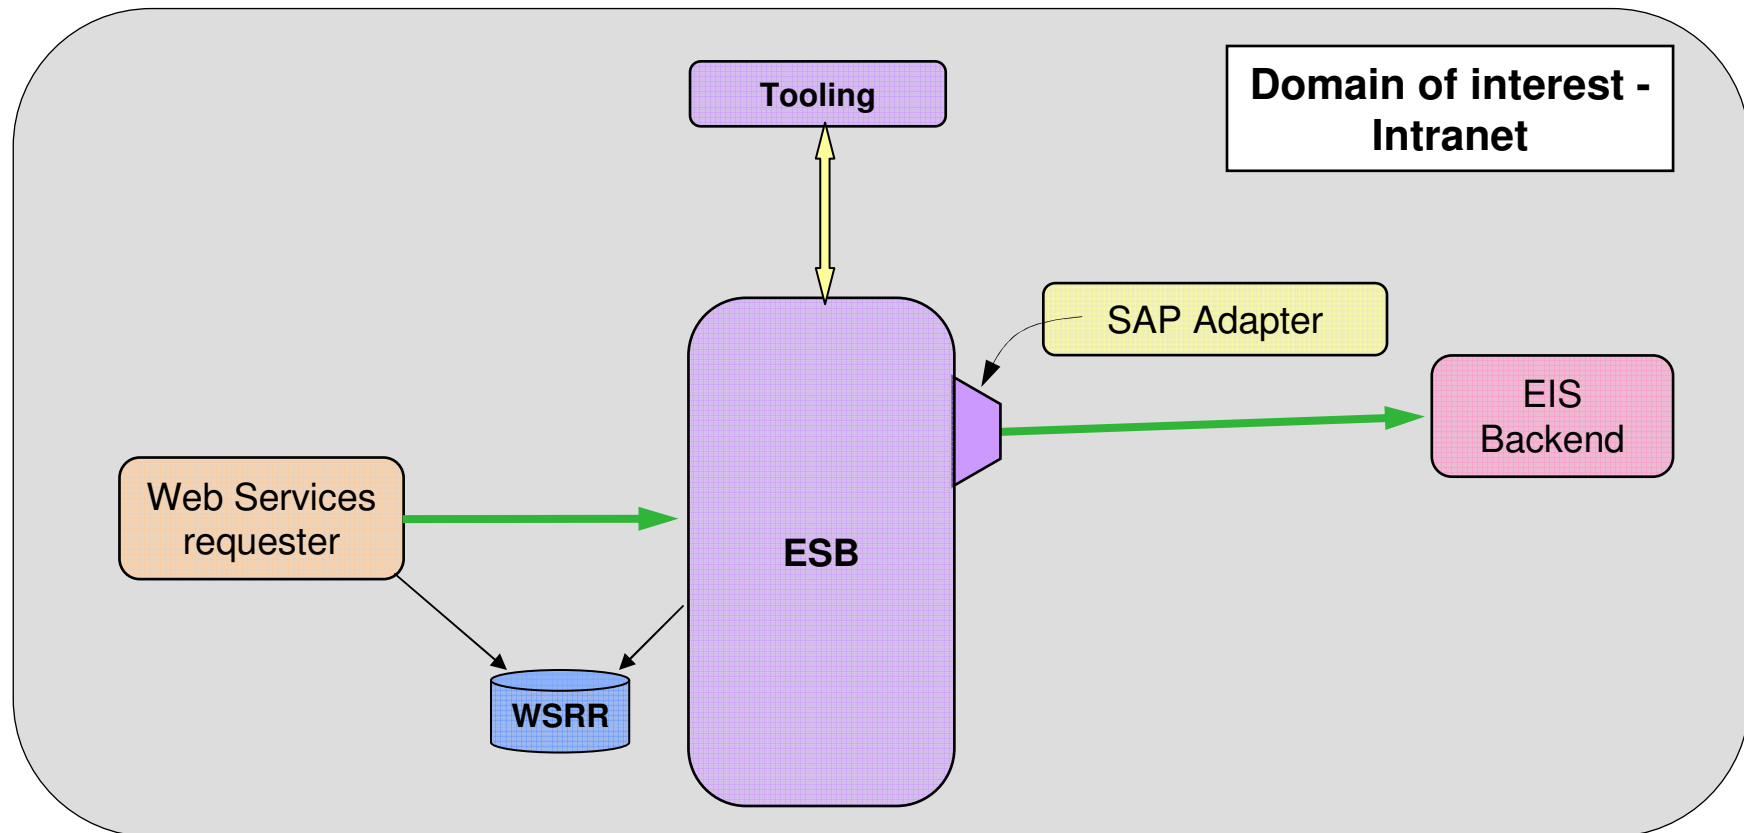 Tooling
Domain of interest -
Intranet
SAP Adapter
EIS
Backend
Web Services
requester
ESB
WSRR